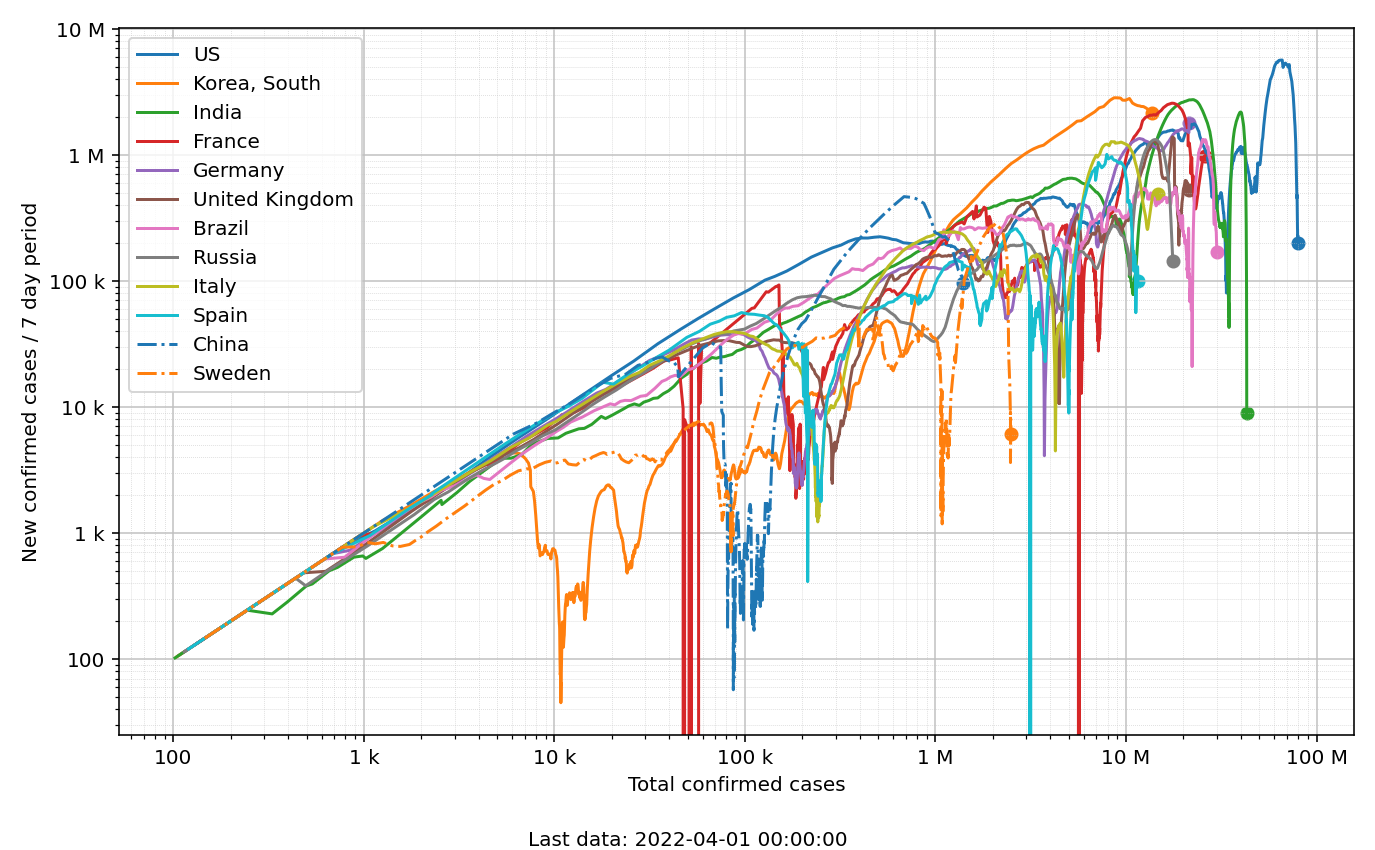 10 M
1 M
100 k
10 k
1 k
100
New confirmed cases / 7 day period
US
Korea, South
India
France
Germany
United Kingdom
Brazil
Russia
Italy
Spain
China
Sweden
100
1 k
10 k
100 k
1 M
10 M
100 M
Total confirmed cases
Last data: 2022-04-01 00:00:00